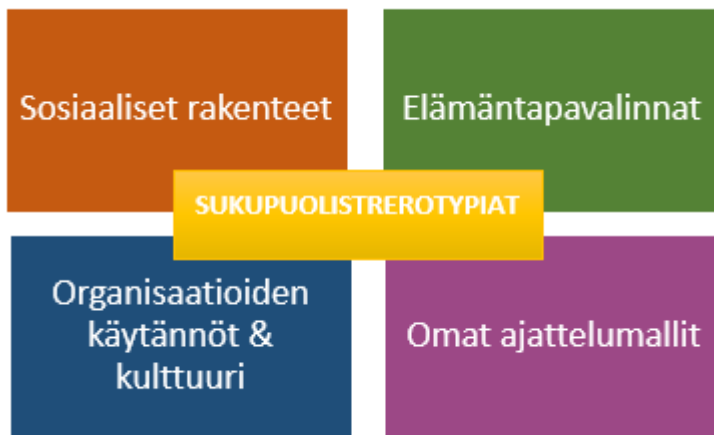 Sosiaaliset rakenteet
Elämäntapavalinnat
SUKUPUOLISTREROTYPIAT
Organisaatioiden
käytännöt &
kulttuuri
Omat ajattelumallit